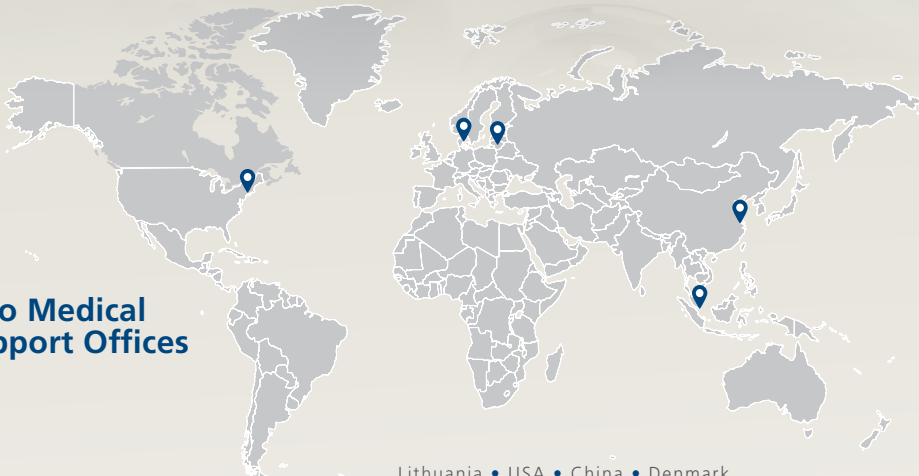 o Medical
pport Offices
Lithuania • USA • China • Denmark